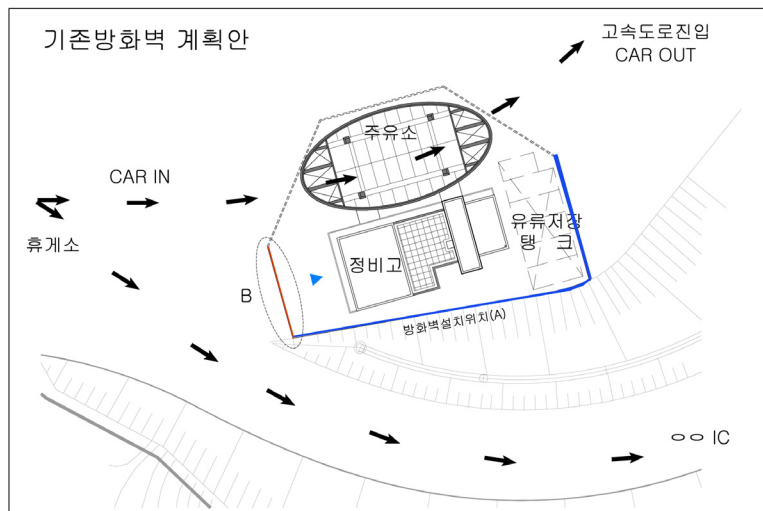 기존방화벽 계획안
고속도로진입
CAR OUT
주유소
CAR IN
휴게소
유류저장
탱 크
정비고
B
방화벽설치위치(A)
○○ IC